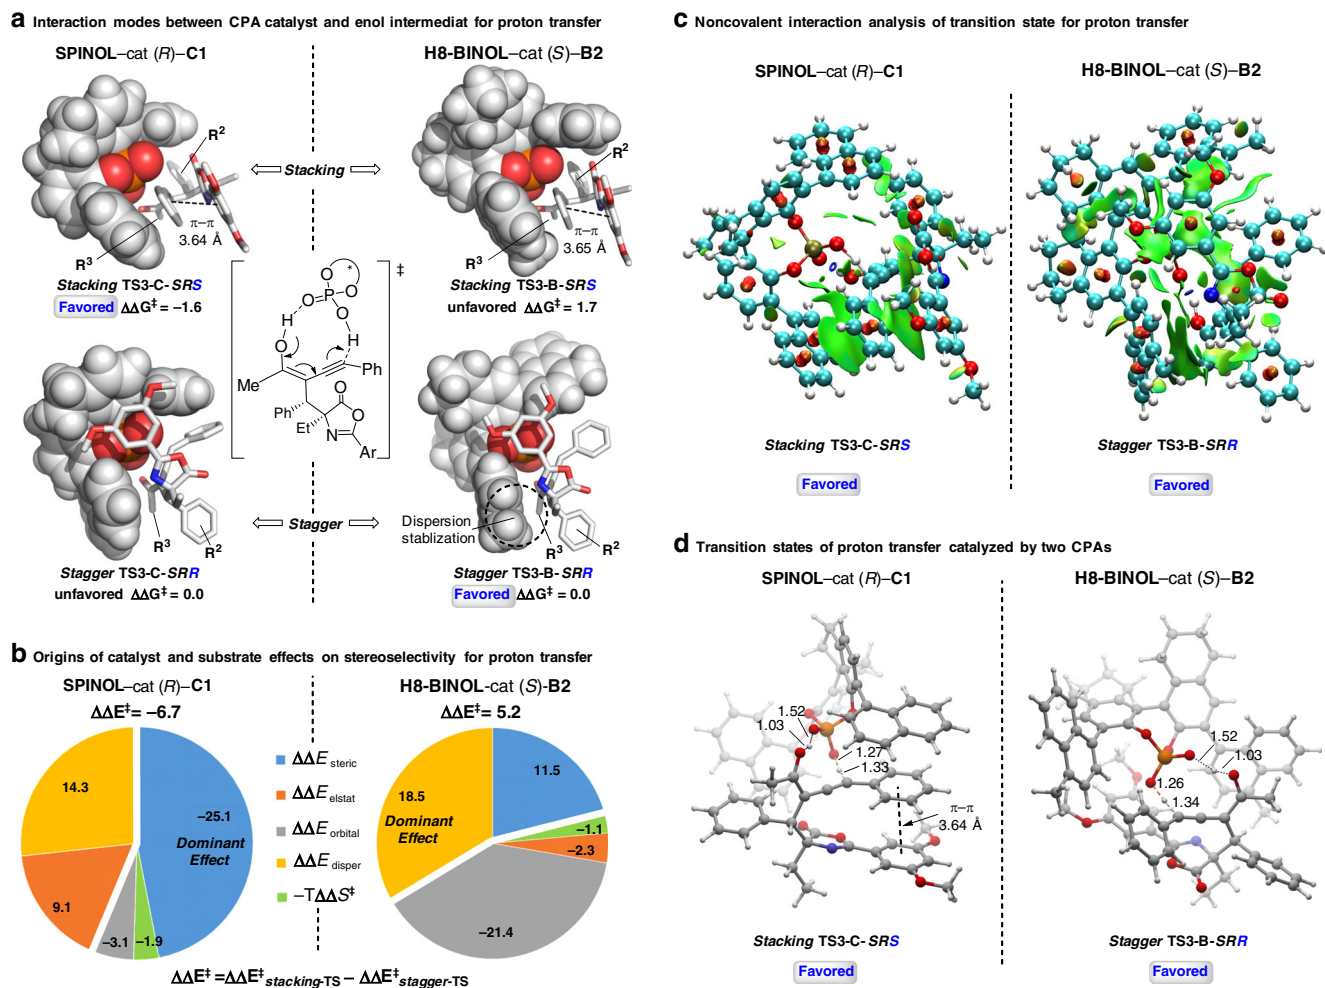 a Interaction modes between CPA catalyst and enol intermediat for proton transfer
SPINOL–cat (R)–C1
H8-BINOL–cat (S)–B2
R²
Stacking
R²
π–π
3.64 Å
π–π
3.65 Å
R³
R³
Stacking TS3-C-SRS
Favored ΔΔG‡ = –1.6
Stacking TS3-B-SRS
unfavored ΔΔG‡ = 1.7
‡
*
O
O
P
O
O
H
H
O
Me
Ph
Ph
O
O
Et
N
Ar
Dispersion
stablization
Stagger
R³
R²
R³
R²
Stagger TS3-C-SRR
unfavored ΔΔG‡ = 0.0
Stagger TS3-B-SRR
Favored ΔΔG‡ = 0.0
b Origins of catalyst and substrate effects on stereoselectivity for proton transfer
SPINOL–cat (R)–C1
ΔΔE‡ = –6.7
H8-BINOL-cat (S)-B2
ΔΔE‡ = 5.2
14.3
–25.1
Dominant
Effect
9.1
–3.1
–1.9
ΔΔE steric
ΔΔE elstat
ΔΔE orbital
ΔΔE disper
–TΔΔS‡
11.5
18.5
Dominant
Effect
–1.1
–2.3
–21.4
ΔΔE‡ =ΔΔE‡stacking-TS – ΔΔE‡stagger-TS
c Noncovalent interaction analysis of transition state for proton transfer
SPINOL–cat (R)–C1
H8-BINOL–cat (S)–B2
Stacking TS3-C-SRS
Favored
Stagger TS3-B-SRR
Favored
d Transition states of proton transfer catalyzed by two CPAs
SPINOL–cat (R)–C1
H8-BINOL–cat (S)–B2
1.52
1.03
1.27
1.33
π–π
3.64 Å
1.52
1.03
1.26
1.34
Stacking TS3-C-SRS
Favored
Stagger TS3-B-SRR
Favored